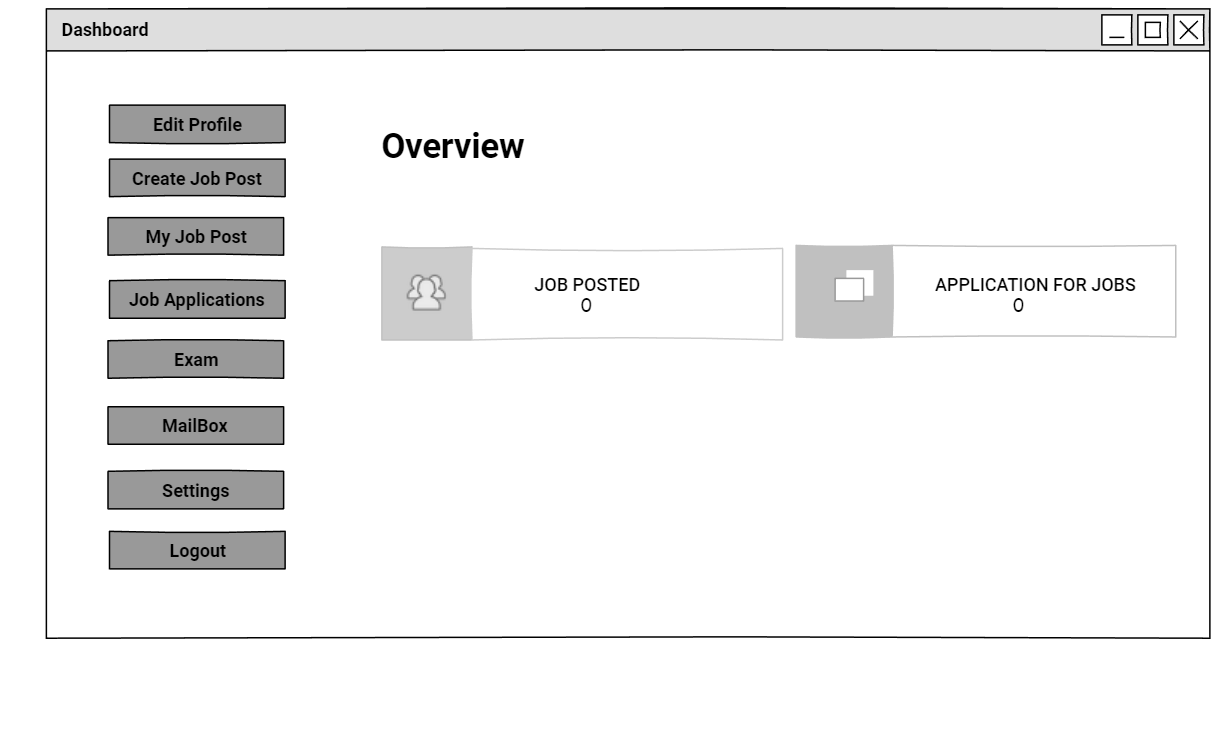 Dashboard
Edit Profile
Create Job Post
My Job Post
Job Applications
Exam
MailBox
Settings
Logout
Overview
JOB POSTED
0
APPLICATION FOR JOBS
0